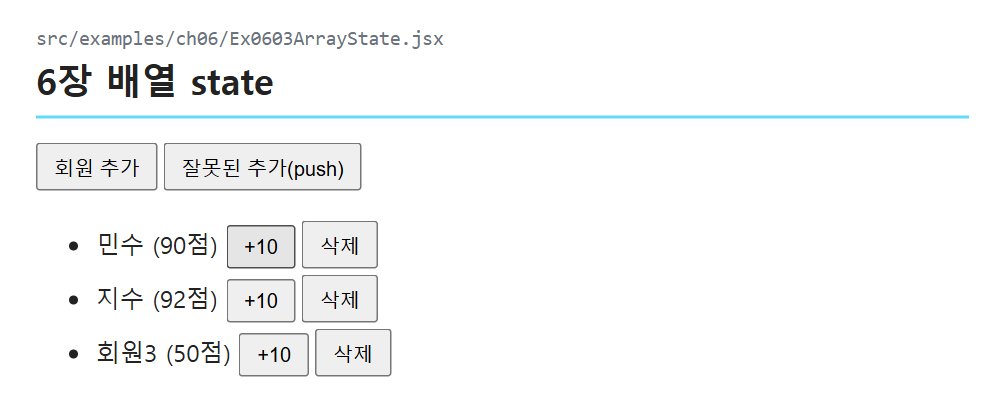 src/examples/ch06/Ex0603ArrayState.jsx
6장 배열 state
회원 추가 잘못된 추가(push)
• 민수 (90점) +10 삭제
• 지수 (92점) +10 삭제
• 회원3 (50점) +10 삭제